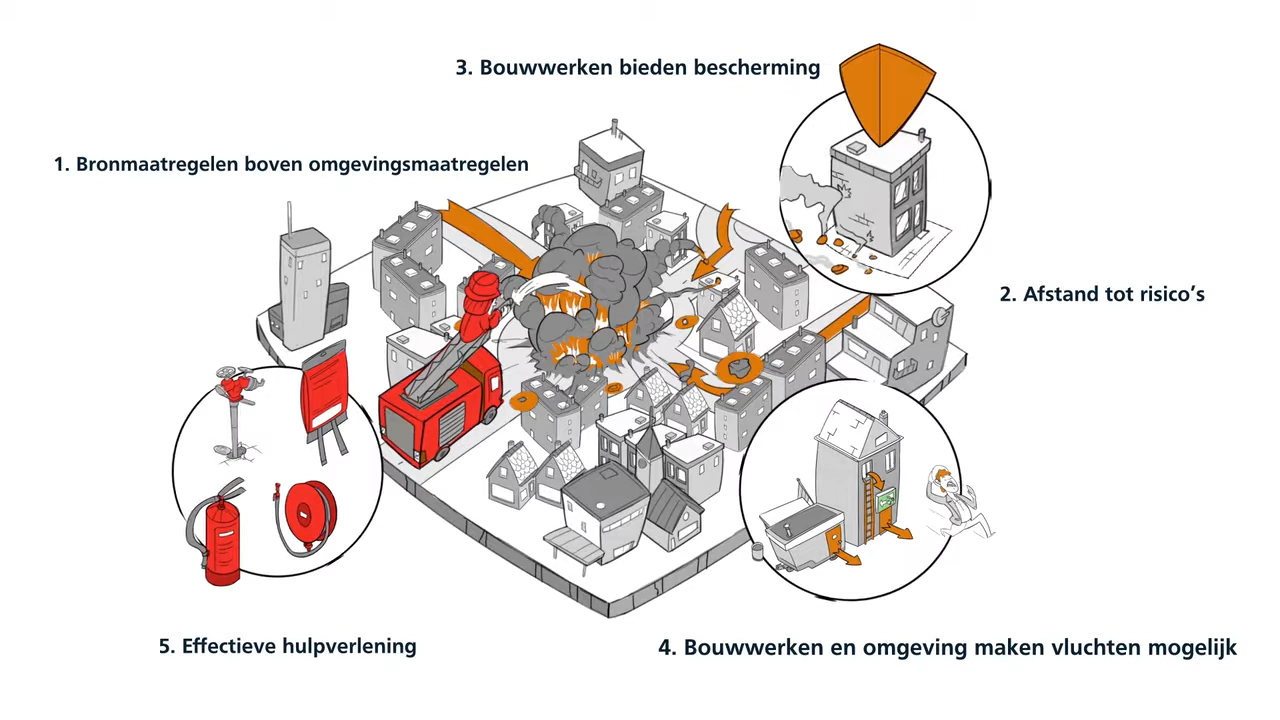 3. Bouwwerken bieden bescherming
1. Bronmaatregelen boven omgevingsmaatregelen
2. Afstand tot risico's
5. Effectieve hulpverlening
4. Bouwwerken en omgeving maken vluchten mogelijk